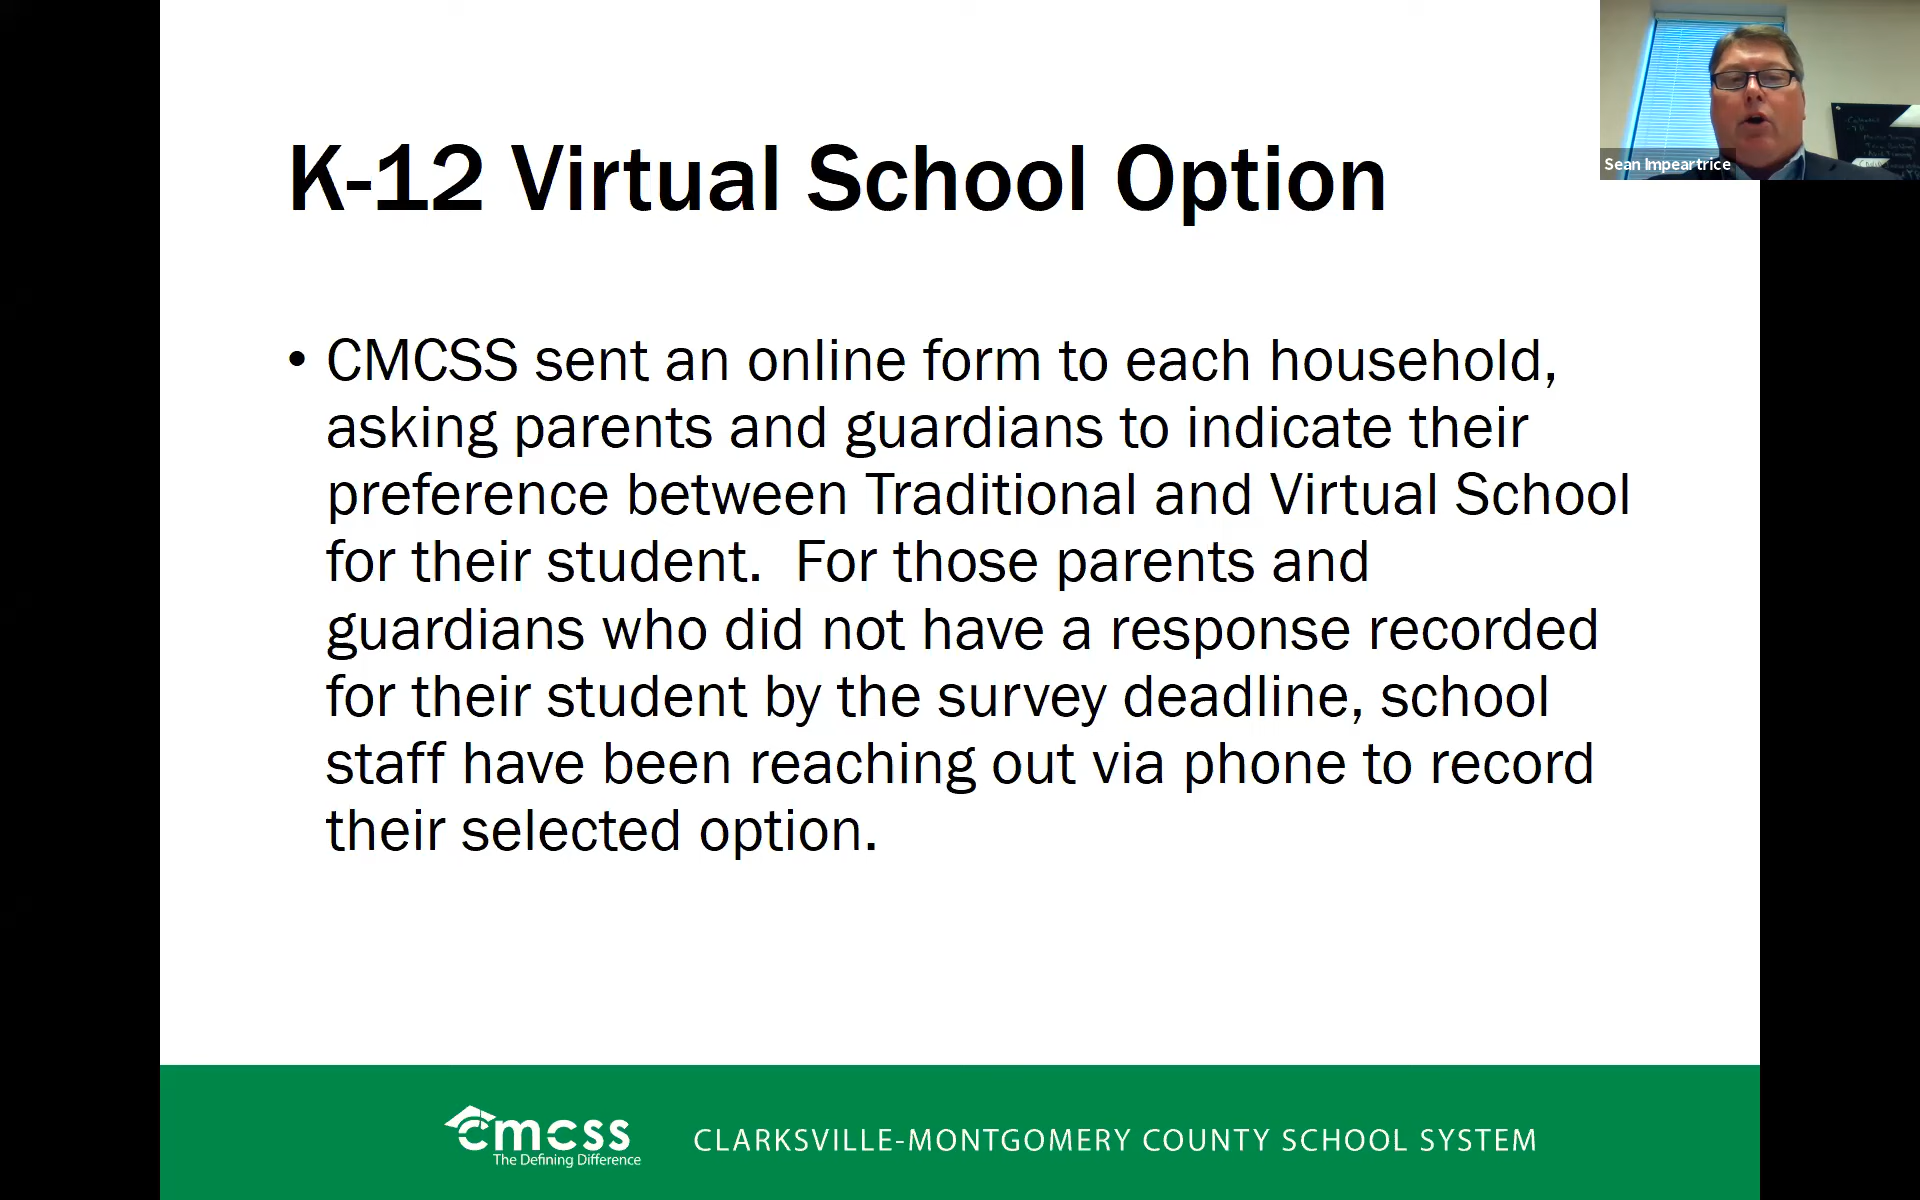 K-12 Virtual School Option
Sean Impeartrice
• CMCSS sent an online form to each household,
asking parents and guardians to indicate their
preference between Traditional and Virtual School
for their student.  For those parents and
guardians who did not have a response recorded
for their student by the survey deadline, school
staff have been reaching out via phone to record
their selected option.
cmcss
The Defining Difference
CLARKSVILLE-MONTGOMERY COUNTY SCHOOL SYSTEM